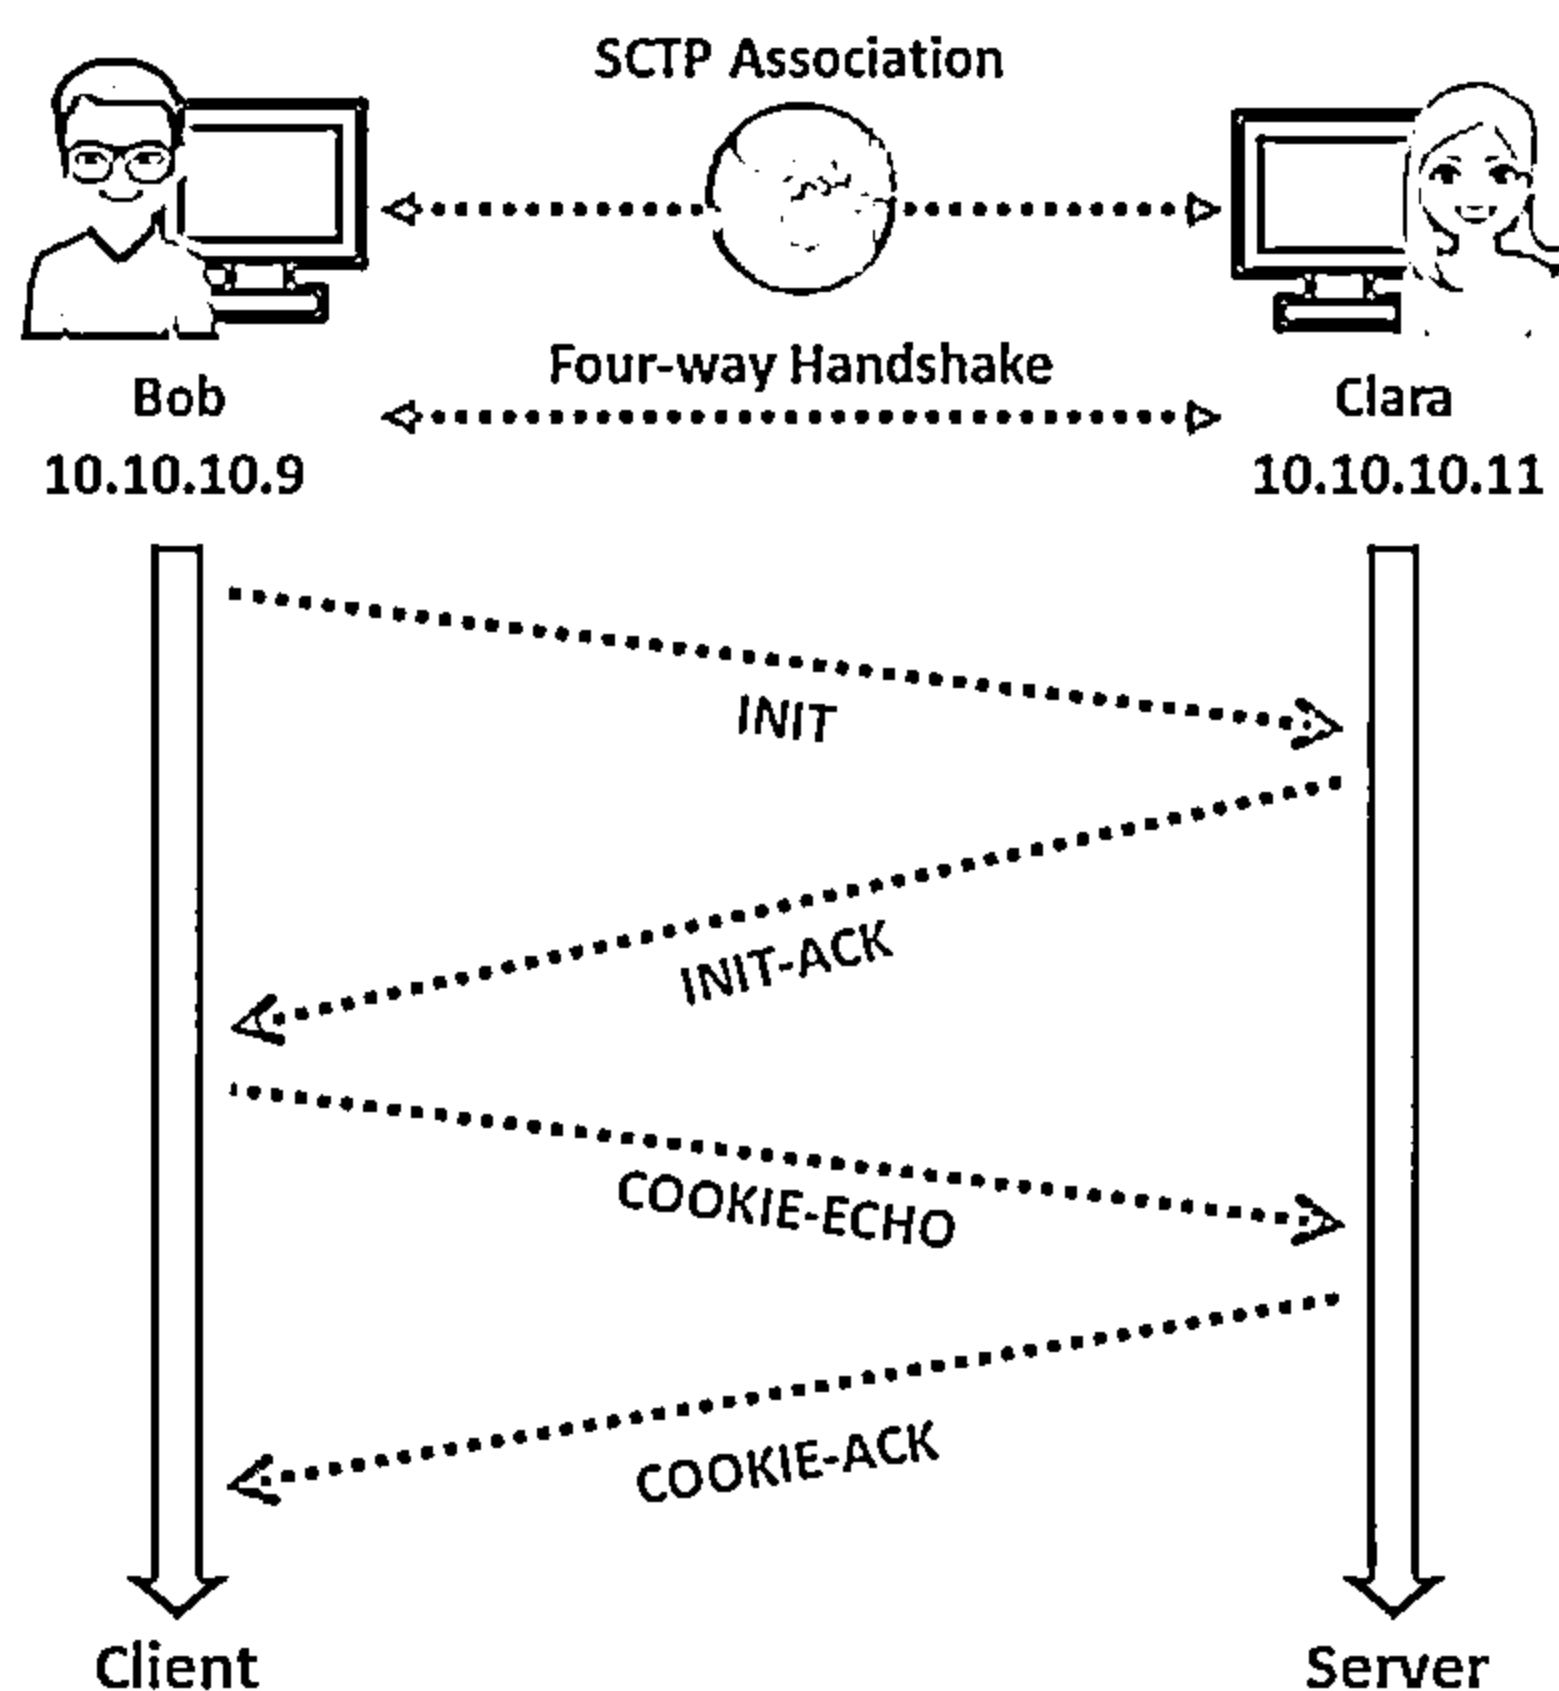 SCTP Association
Four-way Handshake
Bob
10.10.10.9
Clara
10.10.10.11
INIT
INIT-ACK
COOKIE-ECHO
COOKIE-ACK
Client
Server